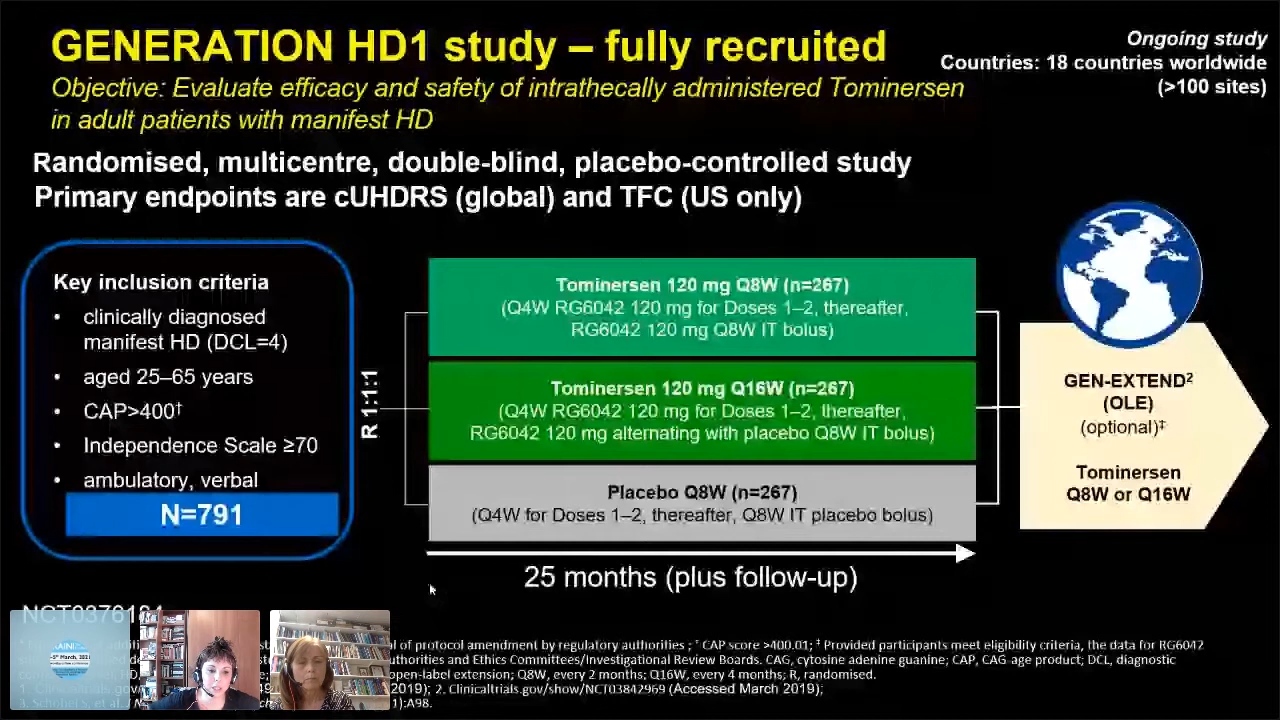 GENERATION HD1 study – fully recruited
Ongoing study
Countries: 18 countries worldwide
(>100 sites)
Objective: Evaluate efficacy and safety of intrathecally administered Tominersen
in adult patients with manifest HD
Randomised, multicentre, double-blind, placebo-controlled study
Primary endpoints are cUHDRS (global) and TFC (US only)
Key inclusion criteria
• clinically diagnosed
manifest HD (DCL=4)
• aged 25–65 years
• CAP>400†
• Independence Scale ≥70
• ambulatory, verbal
N=791
R 1:1:1
Tominersen 120 mg Q8W (n=267)
(Q4W RG6042 120 mg for Doses 1–2, thereafter,
RG6042 120 mg Q8W IT bolus)
Tominersen 120 mg Q16W (n=267)
(Q4W RG6042 120 mg for Doses 1–2, thereafter,
RG6042 120 mg alternating with placebo Q8W IT bolus)
Placebo Q8W (n=267)
(Q4W for Doses 1–2, thereafter, Q8W IT placebo bolus)
25 months (plus follow-up)
GEN-EXTEND²
(OLE)
(optional)‡
Tominersen
Q8W or Q16W
of protocol amendment by regulatory authorities ; † CAP score >400.01; ‡ Provided participants meet eligibility criteria, the data for RG6042
and Ethics Committees/Investigational Review Boards. CAG, cytosine adenine guanine; CAP, CAG-age product; DCL, diagnostic
open-label extension; Q8W, every 2 months; Q16W, every 4 months; R, randomised.
2019); 2. Clinicaltrials.gov/show/NCT03842969 (Accessed March 2019);
1):A98.